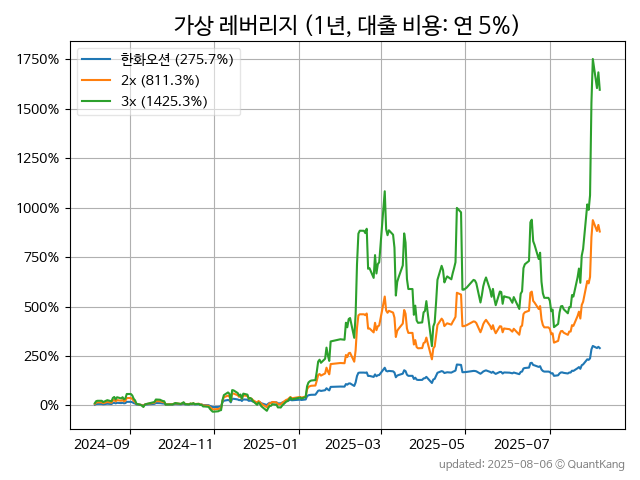 가상 레버리지 (1년, 대출 비용: 연 5%)
한화오션 (275.7%)
2x (811.3%)
3x (1425.3%)
1750%
1500%
1250%
1000%
750%
500%
250%
0%
2024-09
2024-11
2025-01
2025-03
2025-05
2025-07
updated: 2025-08-06 © QuantKang